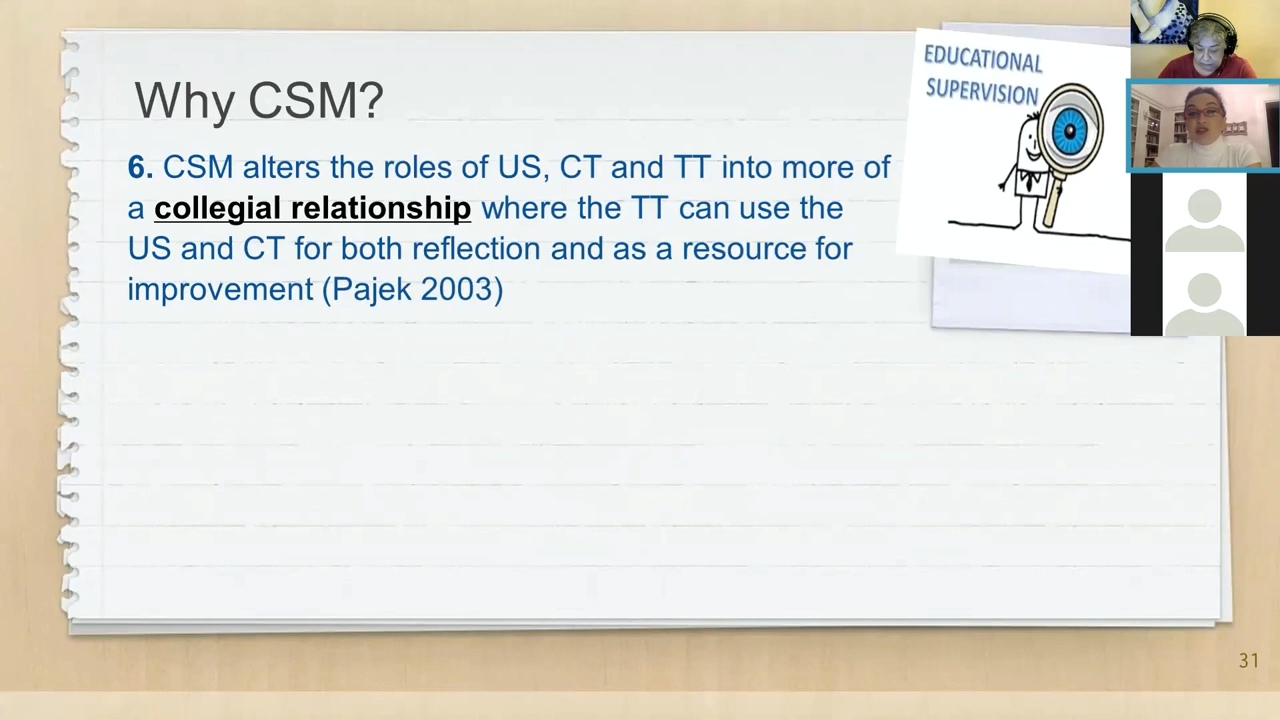 Why CSM?
6. CSM alters the roles of US, CT and TT into more of
a collegial relationship where the TT can use the
US and CT for both reflection and as a resource for
improvement (Pajek 2003)
EDUCATIONAL
SUPERVISION
31